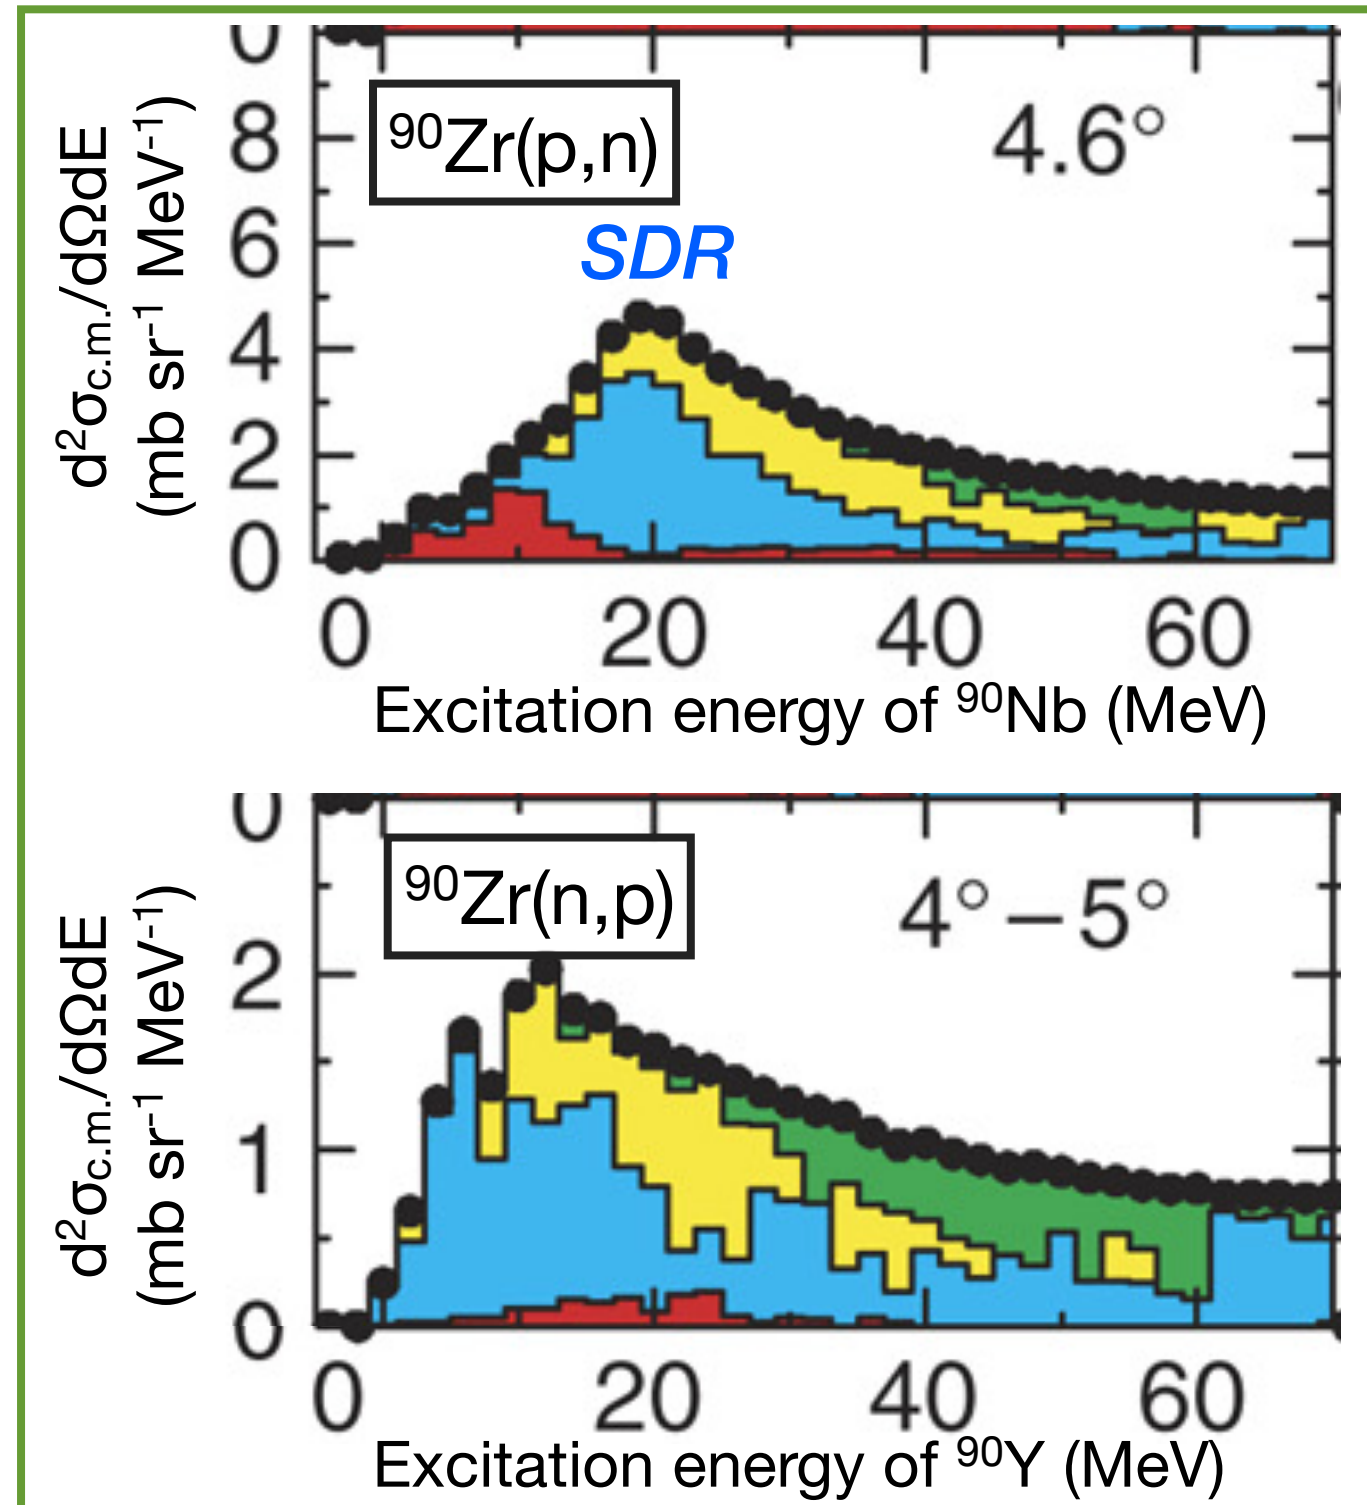 0
8
6
4
2
0
d²σc.m./dΩdE
(mb sr⁻¹ MeV⁻¹)
⁹⁰Zr(p,n)
4.6°
SDR
0 20 40 60
Excitation energy of ⁹⁰Nb (MeV)
0
2
1
0
d²σc.m./dΩdE
(mb sr⁻¹ MeV⁻¹)
⁹⁰Zr(n,p)
4°−5°
0 20 40 60
Excitation energy of ⁹⁰Y (MeV)